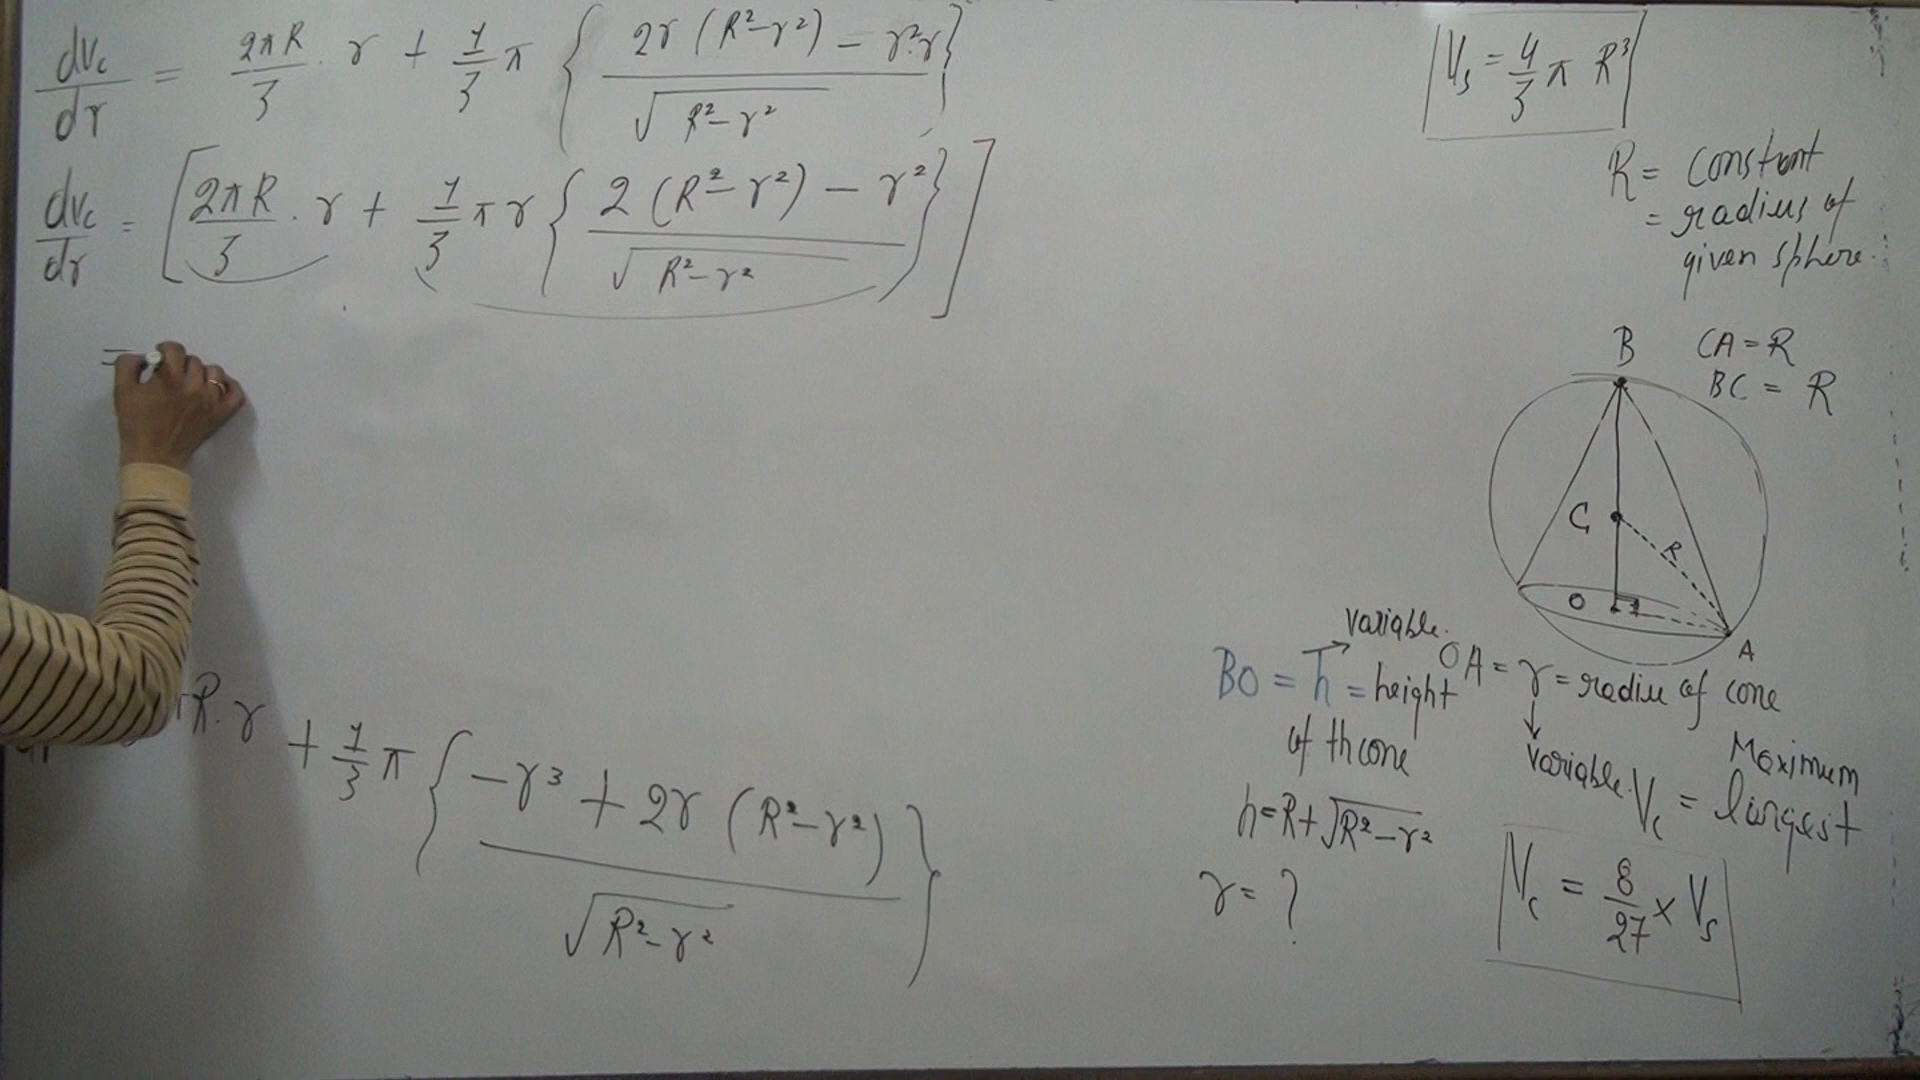 dVc/dr = 2πR/3 . r + 1/3 π { 2r (R² - r²) - r².r / √R² - r² }
dVc/dr = [ 2πR/3 . r + 1/3 π r { 2 (R² - r²) - r² / √R² - r² } ]
=
R. r + 1/3 π { - r³ + 2r (R² - r²) / √R² - r² }
Vs = 4/3 π R³
R = constant
= radius of
given sphere.
B
CA = R
BC = R
C
R
O
A
variable.
BO = h = height
of th cone
OA = r = radiu of cone
variable.
h = R + √R² - r²
r = ?
Maximum
Vc = largest
Vc = 8/27 × Vs